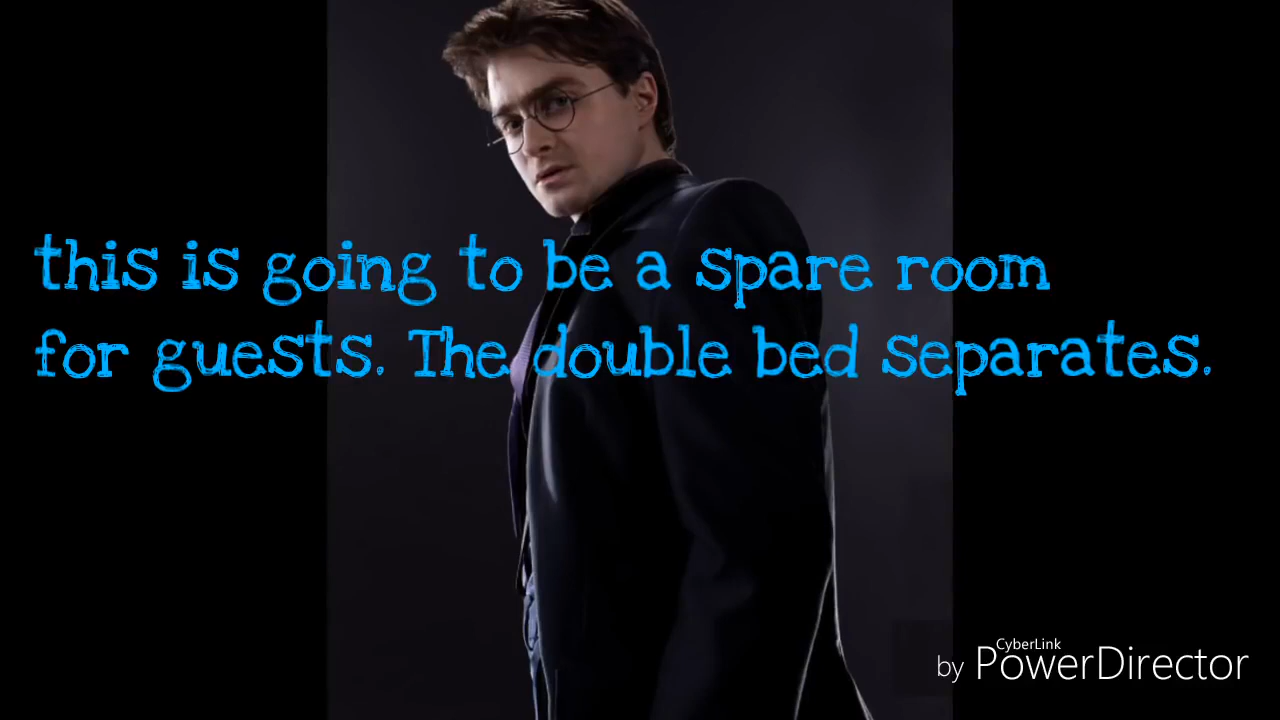 this is going to be a spare room
for guests. The double bed separates.
CyberLink
by PowerDirector